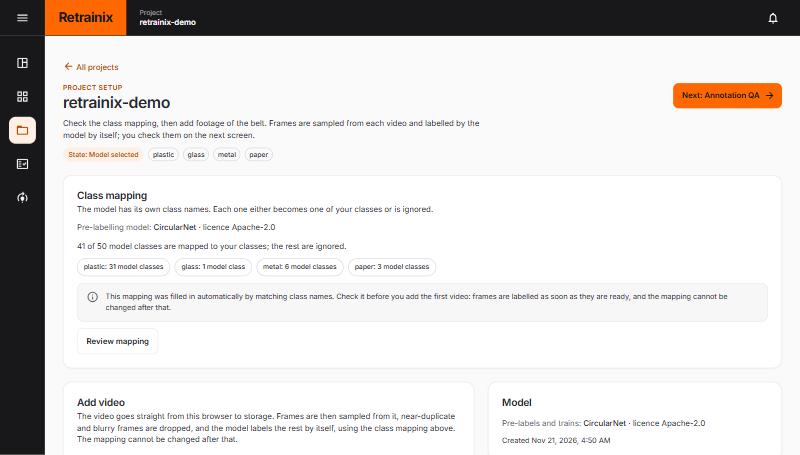 Retrainix
Project
retrainix-demo
All projects
PROJECT SETUP
retrainix-demo
Next: Annotation QA
Check the class mapping, then add footage of the belt. Frames are sampled from each video and labelled by the
model by itself; you check them on the next screen.
State: Model selected
plastic
glass
metal
paper
Class mapping
The model has its own class names. Each one either becomes one of your classes or is ignored.
Pre-labelling model: CircularNet · licence Apache-2.0
41 of 50 model classes are mapped to your classes; the rest are ignored.
plastic: 31 model classes
glass: 1 model class
metal: 6 model classes
paper: 3 model classes
This mapping was filled in automatically by matching class names. Check it before you add the first video: frames are labelled as soon as they are ready, and the mapping cannot be
changed after that.
Review mapping
Add video
The video goes straight from this browser to storage. Frames are then sampled from it, near-duplicate
and blurry frames are dropped, and the model labels the rest by itself, using the class mapping above.
The mapping cannot be changed after that.
Model
Pre-labels and trains: CircularNet · licence Apache-2.0
Created Nov 21, 2026, 4:50 AM